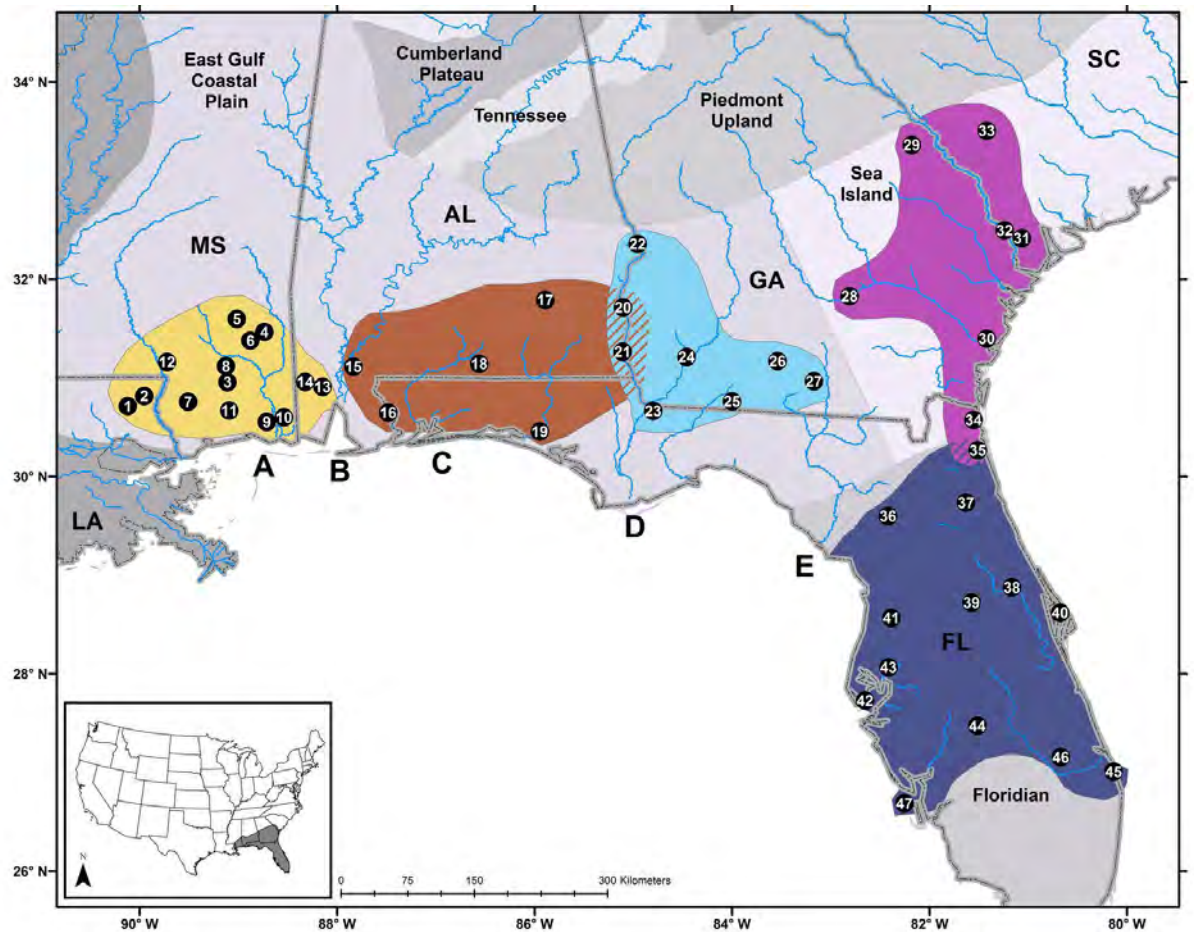 34° N
32° N
30° N
28° N
26° N
90° W
88° W
86° W
84° W
82° W
80° W
East Gulf
Coastal
Plain
Cumberland
Plateau
Tennessee
Piedmont
Upland
SC
Sea
Island
MS
AL
GA
LA
FL
Floridian
A
B
C
D
E
1
2
3
4
5
6
7
8
9
10
11
12
13
14
15
16
17
18
19
20
21
22
23
24
25
26
27
28
29
30
31
32
33
34
35
36
37
38
39
40
41
42
43
44
45
46
47
N
0 75 150 300 Kilometers